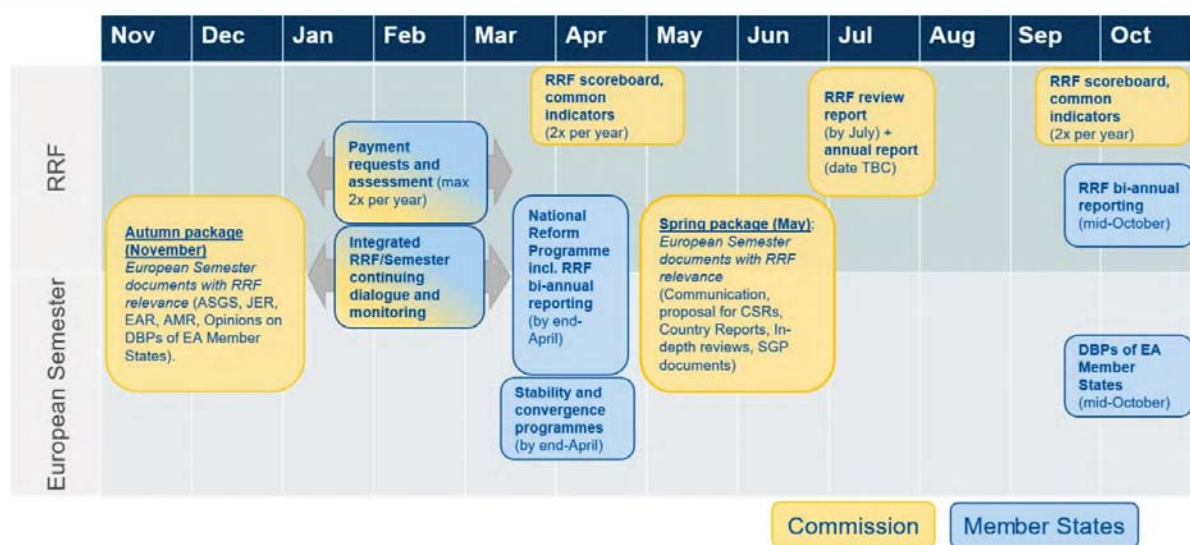 Nov Dec Jan Feb Mar Apr May Jun Jul Aug Sep Oct
RRF
European Semester
Autumn package
(November)
European Semester
documents with RRF
relevance (ASGS, JER,
EAR, AMR, Opinions on
DBPs of EA Member
States).
Payment
requests and
assessment (max
2x per year)
Integrated
RRF/Semester
continuing
dialogue and
monitoring
RRF scoreboard,
common
indicators
(2x per year)
National
Reform
Programme
incl. RRF
bi-annual
reporting
(by end-
April)
Stability and
convergence
programmes
(by end-April)
Spring package (May):
European Semester
documents with RRF
relevance
(Communication,
proposal for CSRs,
Country Reports, In-
depth reviews, SGP
documents)
RRF review
report
(by July) +
annual report
(date TBC)
RRF scoreboard,
common
indicators
(2x per year)
RRF bi-annual
reporting
(mid-October)
DBPs of EA
Member
States
(mid-October)
Commission
Member States